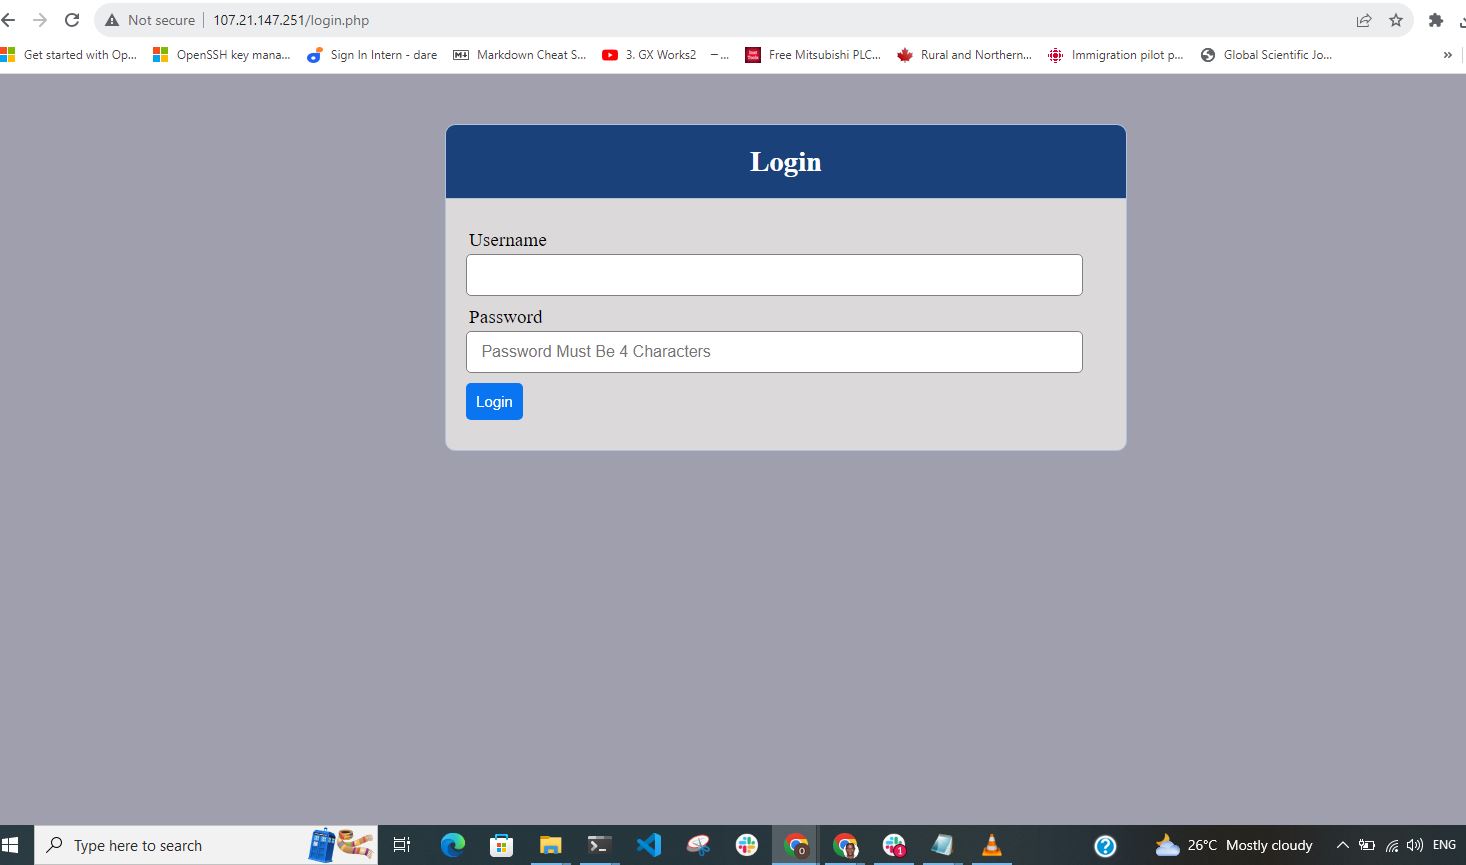 Not secure 107.21.147.251/login.php
Get started with Op... OpenSSH key mana... Sign In Intern - dare Markdown Cheat S... 3. GX Works2 — ... Free Mitsubishi PLC... Rural and Northern... Immigration pilot p... Global Scientific Jo... »
Login
Username
Password
Password Must Be 4 Characters
Login
Type here to search 26°C Mostly cloudy ENG